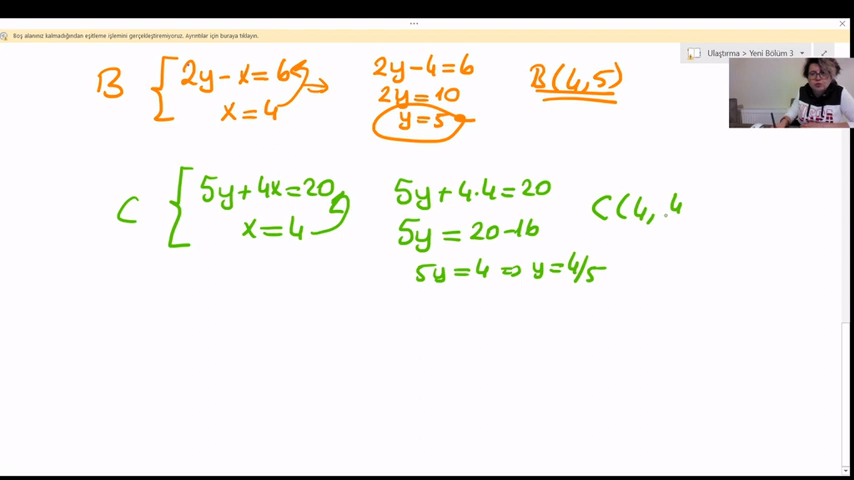 Boş alanınız kalmadığından eşitleme işlemini gerçekleştiremiyoruz. Ayrıntılar için buraya tıklayın.
Ulaştırma > Yeni Bölüm 3
B { 2y-x=6
x=4
2y-4=6
2y=10
y=5
B(4,5)
C { 5y+4x=20
x=4
5y+4.4=20
5y=20-16
5y=4 ⇒ y=4/5
C(4, 4